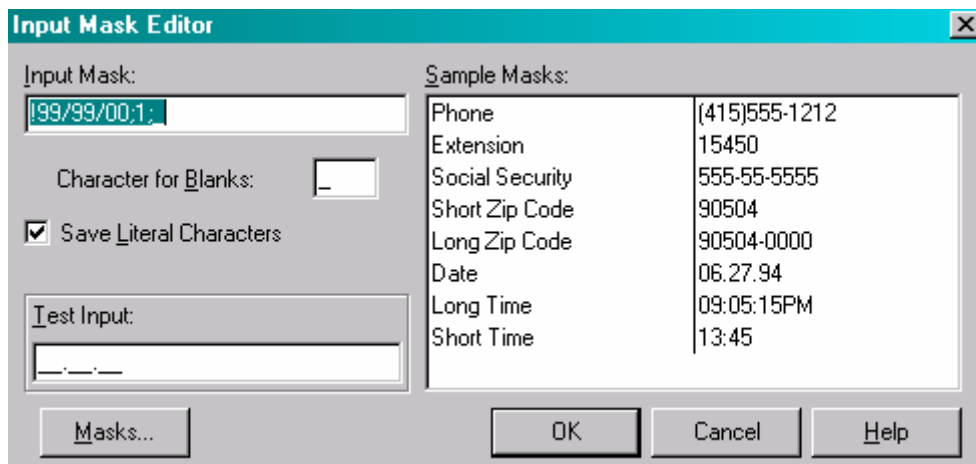 Input Mask Editor
Input Mask:
!99/99/00;1;_
Character for Blanks:
_
Save Literal Characters
Test Input:
__.__.__
Masks...
Sample Masks:
Phone (415)555-1212
Extension 15450
Social Security 555-55-5555
Short Zip Code 90504
Long Zip Code 90504-0000
Date 06.27.94
Long Time 09:05:15PM
Short Time 13:45
OK
Cancel
Help